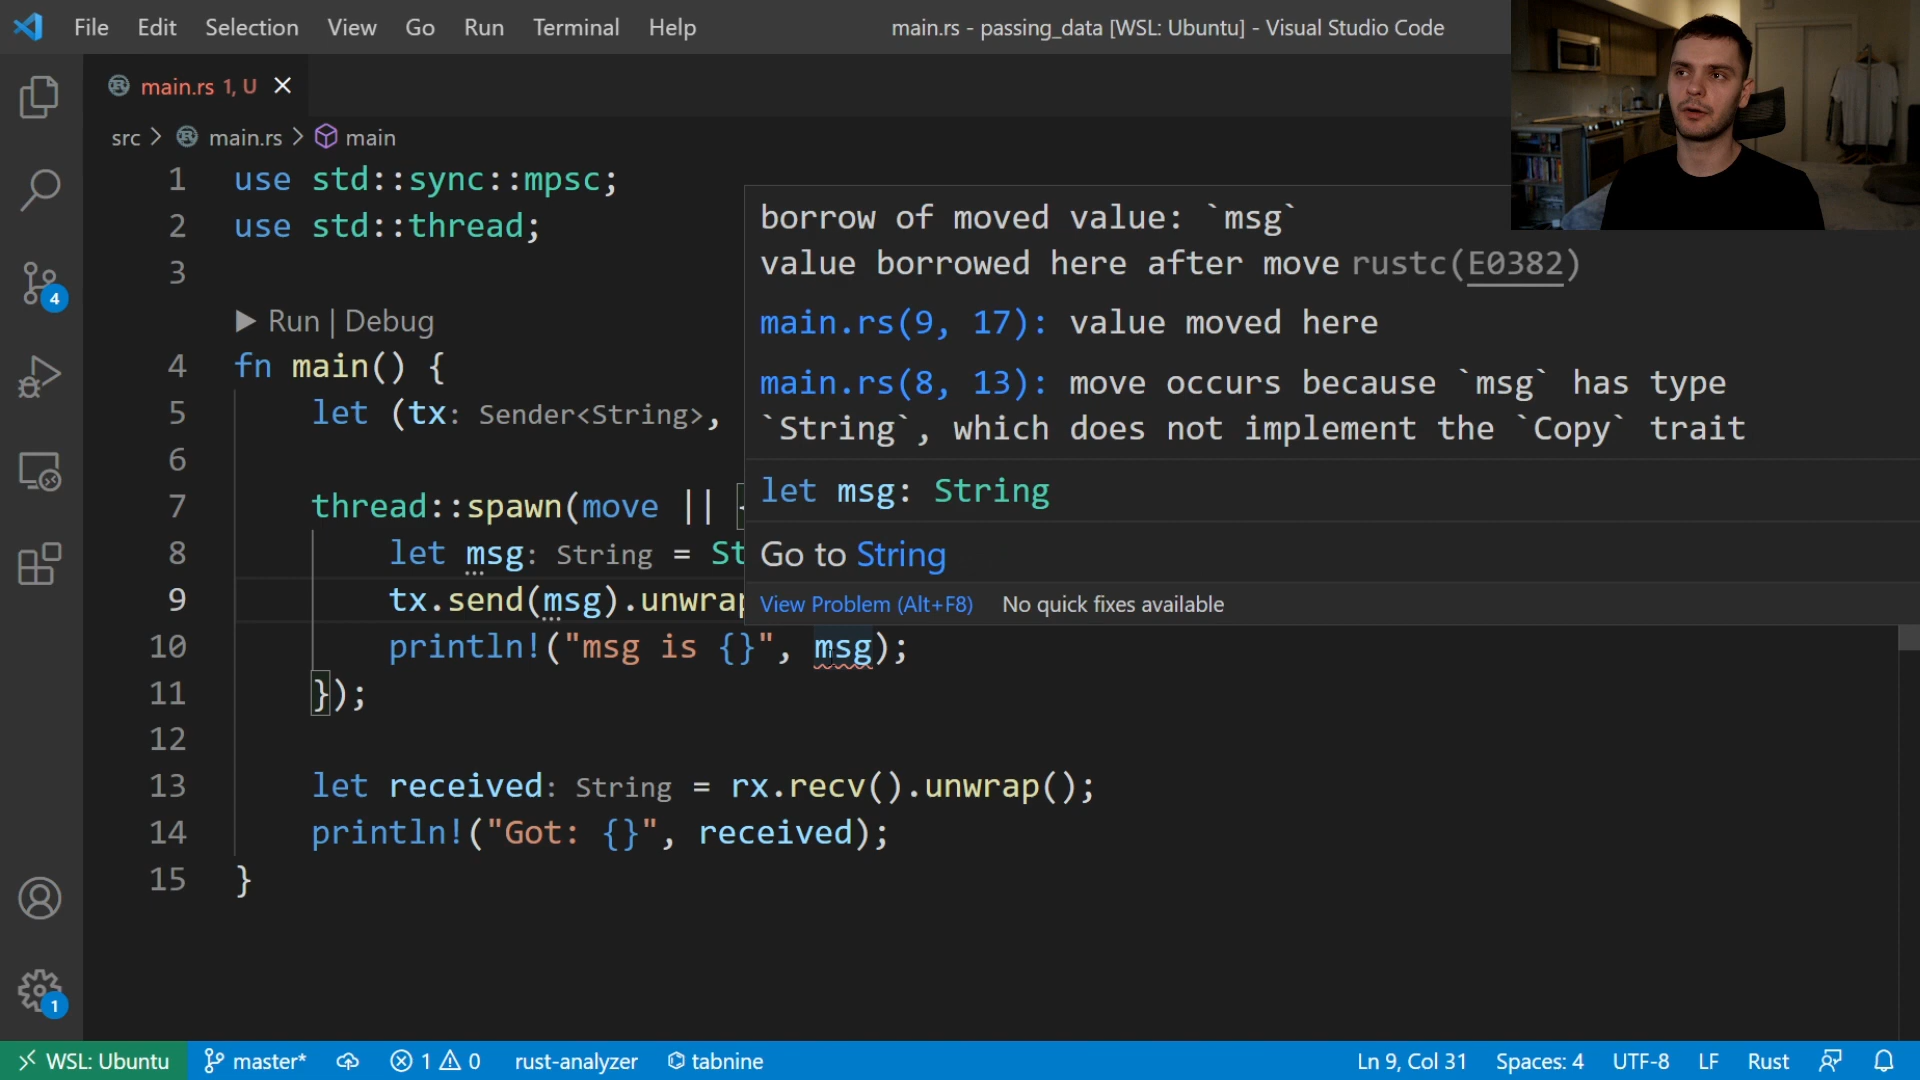 File Edit Selection View Go Run Terminal Help
main.rs - passing_data [WSL: Ubuntu] - Visual Studio Code
main.rs 1, U
src > main.rs > main
1 use std::sync::mpsc;
2 use std::thread;
3
Run | Debug
4 fn main() {
5 let (tx: Sender<String>,
6
7 thread::spawn(move || {
8 let msg: String = St
9 tx.send(msg).unwrap
10 println!("msg is {}", msg);
11 });
12
13 let received: String = rx.recv().unwrap();
14 println!("Got: {}", received);
15 }
borrow of moved value: `msg`
value borrowed here after move rustc(E0382)
main.rs(9, 17): value moved here
main.rs(8, 13): move occurs because `msg` has type
`String`, which does not implement the `Copy` trait
let msg: String
Go to String
View Problem (Alt+F8) No quick fixes available
4
1
WSL: Ubuntu master* 1 0 rust-analyzer tabnine Ln 9, Col 31 Spaces: 4 UTF-8 LF Rust